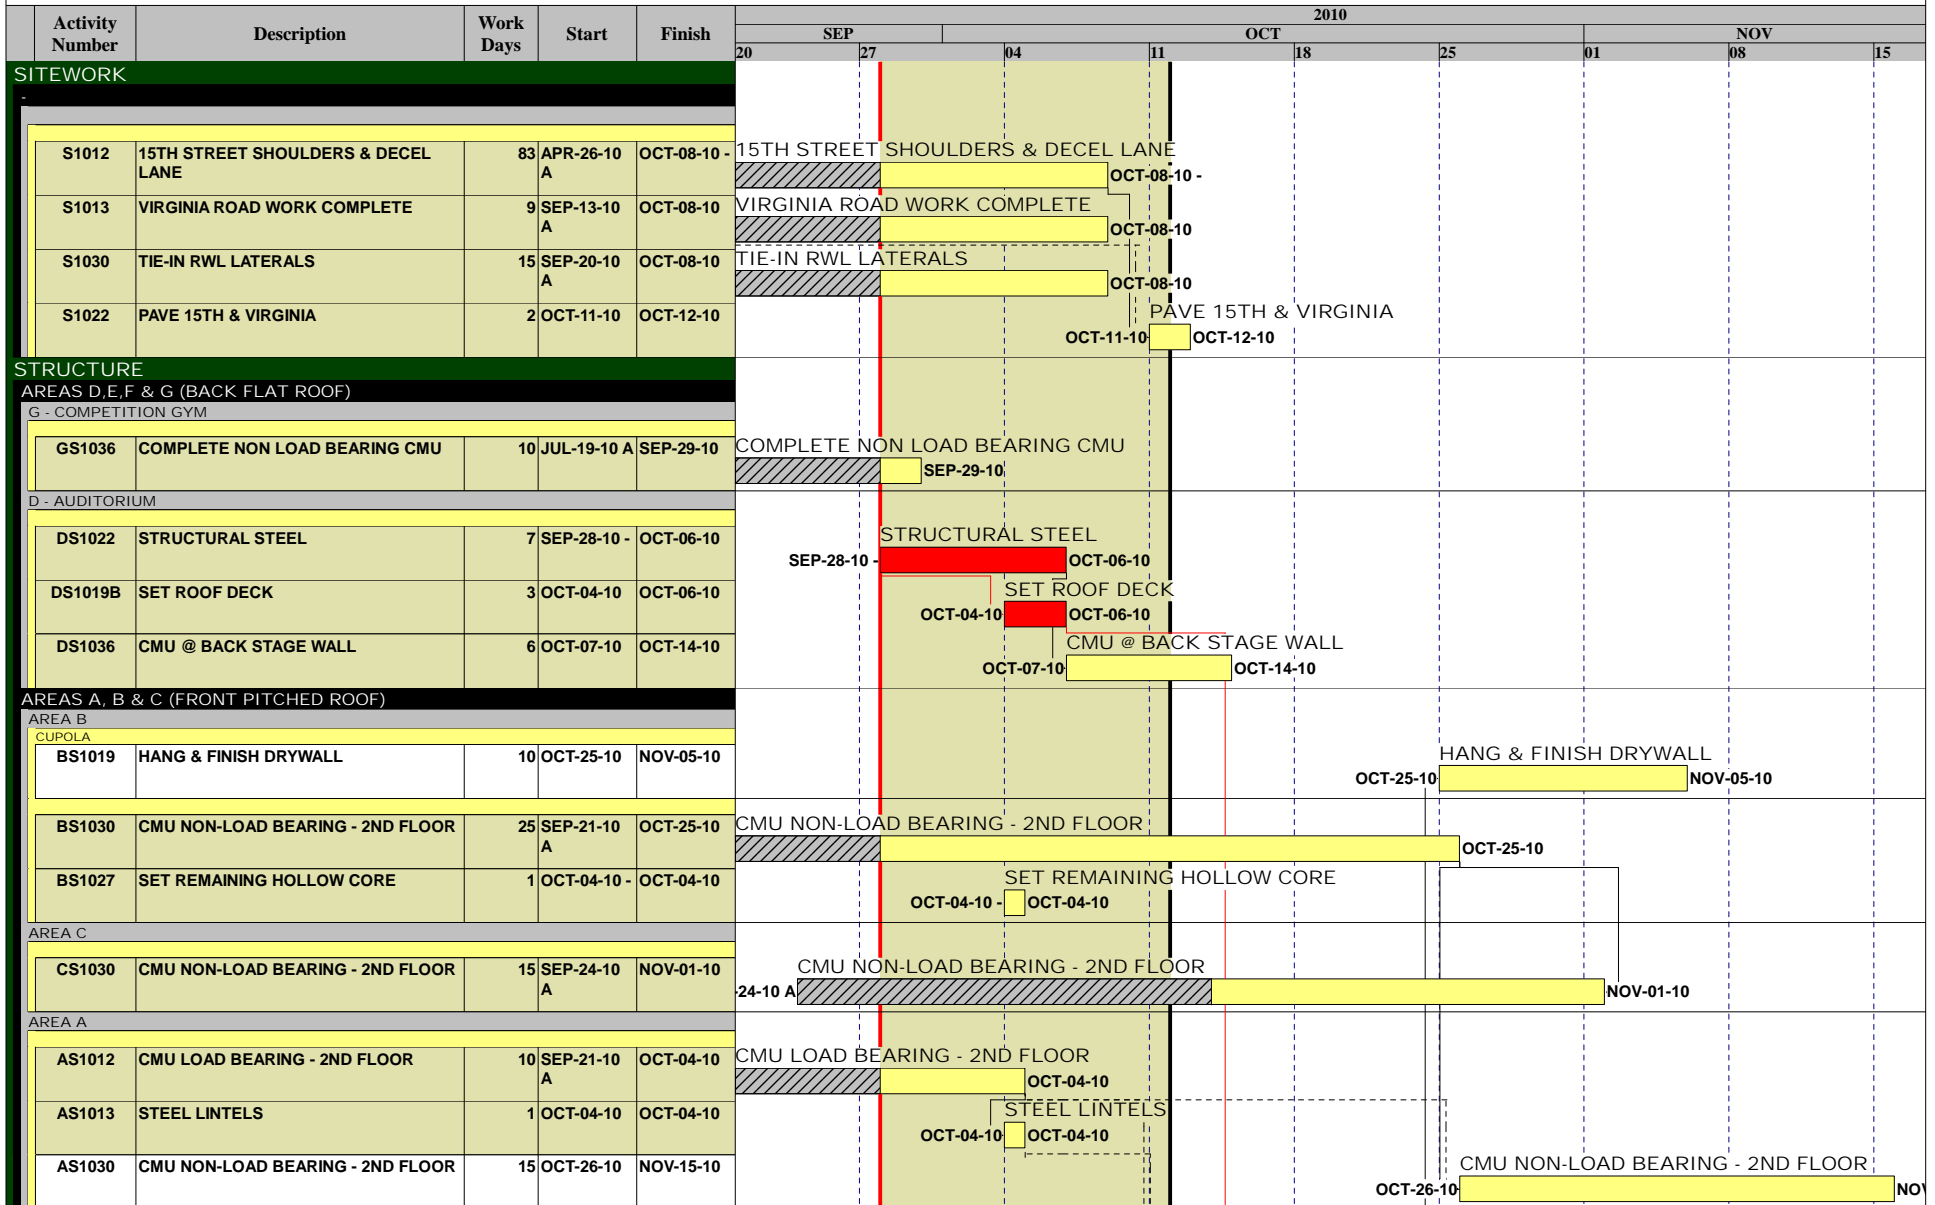 2010
Activity Number Description Work Days Start Finish
SEP OCT NOV
20 27 04 11 18 25 01 08 15
SITEWORK
-
S1012 15TH STREET SHOULDERS & DECEL LANE 83 APR-26-10 A OCT-08-10 -
15TH STREET SHOULDERS & DECEL LANE
OCT-08-10 -
S1013 VIRGINIA ROAD WORK COMPLETE 9 SEP-13-10 A OCT-08-10
VIRGINIA ROAD WORK COMPLETE
OCT-08-10
S1030 TIE-IN RWL LATERALS 15 SEP-20-10 A OCT-08-10
TIE-IN RWL LATERALS
OCT-08-10
S1022 PAVE 15TH & VIRGINIA 2 OCT-11-10 OCT-12-10
PAVE 15TH & VIRGINIA
OCT-11-10 OCT-12-10
STRUCTURE
AREAS D,E,F & G (BACK FLAT ROOF)
G - COMPETITION GYM
GS1036 COMPLETE NON LOAD BEARING CMU 10 JUL-19-10 A SEP-29-10
COMPLETE NON LOAD BEARING CMU
SEP-29-10
D - AUDITORIUM
DS1022 STRUCTURAL STEEL 7 SEP-28-10 - OCT-06-10
STRUCTURAL STEEL
SEP-28-10 - OCT-06-10
DS1019B SET ROOF DECK 3 OCT-04-10 OCT-06-10
SET ROOF DECK
OCT-04-10 OCT-06-10
DS1036 CMU @ BACK STAGE WALL 6 OCT-07-10 OCT-14-10
CMU @ BACK STAGE WALL
OCT-07-10 OCT-14-10
AREAS A, B & C (FRONT PITCHED ROOF)
AREA B
CUPOLA
BS1019 HANG & FINISH DRYWALL 10 OCT-25-10 NOV-05-10
HANG & FINISH DRYWALL
OCT-25-10 NOV-05-10
BS1030 CMU NON-LOAD BEARING - 2ND FLOOR 25 SEP-21-10 A OCT-25-10
CMU NON-LOAD BEARING - 2ND FLOOR
OCT-25-10
BS1027 SET REMAINING HOLLOW CORE 1 OCT-04-10 - OCT-04-10
SET REMAINING HOLLOW CORE
OCT-04-10 - OCT-04-10
AREA C
CS1030 CMU NON-LOAD BEARING - 2ND FLOOR 15 SEP-24-10 A NOV-01-10
CMU NON-LOAD BEARING - 2ND FLOOR
-24-10 A NOV-01-10
AREA A
AS1012 CMU LOAD BEARING - 2ND FLOOR 10 SEP-21-10 A OCT-04-10
CMU LOAD BEARING - 2ND FLOOR
OCT-04-10
AS1013 STEEL LINTELS 1 OCT-04-10 OCT-04-10
STEEL LINTELS
OCT-04-10 OCT-04-10
AS1030 CMU NON-LOAD BEARING - 2ND FLOOR 15 OCT-26-10 NOV-15-10
CMU NON-LOAD BEARING - 2ND FLOOR
OCT-26-10 NOV